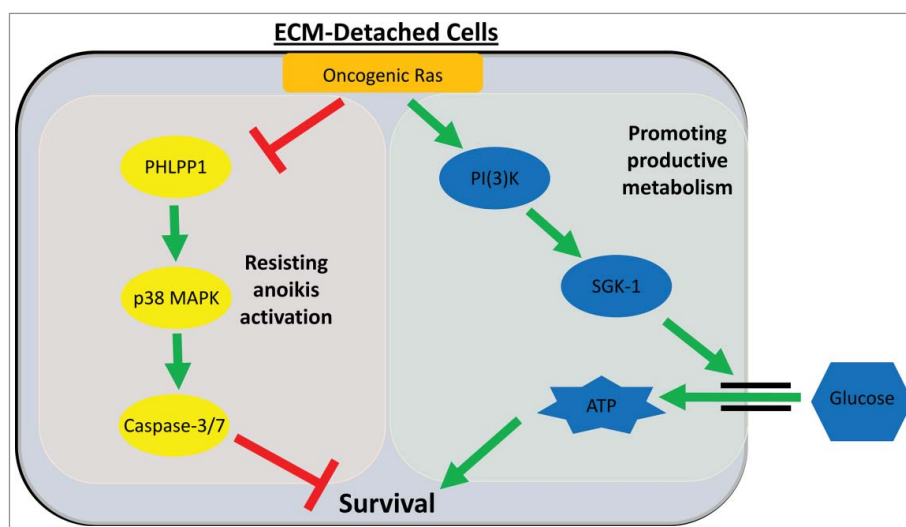 ECM-Detached Cells
Oncogenic Ras
PHLPP1
p38 MAPK
Caspase-3/7
Resisting
anoikis
activation
Promoting
productive
metabolism
PI(3)K
SGK-1
ATP
Glucose
Survival